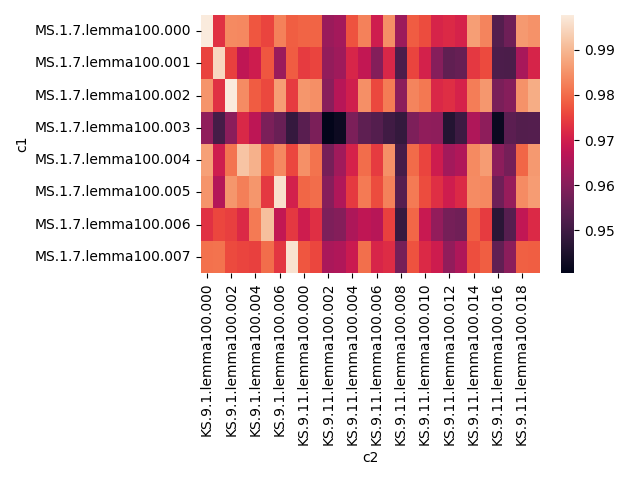 MS.1.7.lemma100.000
MS.1.7.lemma100.001
MS.1.7.lemma100.002
MS.1.7.lemma100.003
MS.1.7.lemma100.004
MS.1.7.lemma100.005
MS.1.7.lemma100.006
MS.1.7.lemma100.007
c1
0.99
0.98
0.97
0.96
0.95
KS.9.1.lemma100.000
KS.9.1.lemma100.002
KS.9.1.lemma100.004
KS.9.1.lemma100.006
KS.9.11.lemma100.000
KS.9.11.lemma100.002
KS.9.11.lemma100.004
KS.9.11.lemma100.006
KS.9.11.lemma100.008
KS.9.11.lemma100.010
KS.9.11.lemma100.012
KS.9.11.lemma100.014
KS.9.11.lemma100.016
KS.9.11.lemma100.018
c2